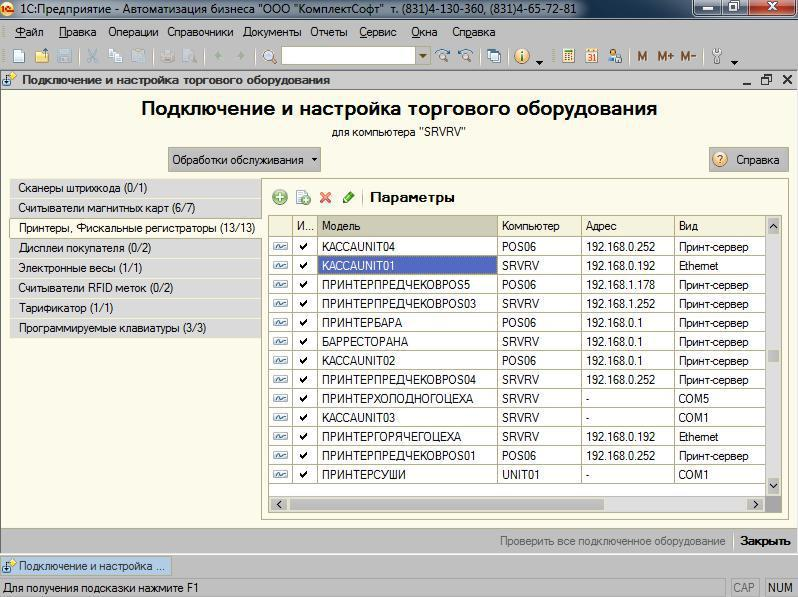 1С:Предприятие - Автоматизация бизнеса "ООО "КомплектСофт" т. (831)4-130-360, (831)4-65-72-81
Файл Правка Операции Справочники Документы Отчеты Сервис Окна Справка
M M+ M-
Подключение и настройка торгового оборудования
Подключение и настройка торгового оборудования
для компьютера "SRVRV"
Обработки обслуживания
Справка
Сканеры штрихкода (0/1)
Считыватели магнитных карт (6/7)
Принтеры, Фискальные регистраторы (13/13)
Дисплеи покупателя (0/2)
Электронные весы (1/1)
Считыватели RFID меток (0/2)
Тарификатор (1/1)
Программируемые клавиатуры (3/3)
Параметры
И... Модель Компьютер Адрес Вид
КАССАUNIT04 POS06 192.168.0.252 Принт-сервер
КАССАUNIT01 SRVRV 192.168.0.192 Ethernet
ПРИНТЕРПРЕДЧЕКОВPOS5 POS06 192.168.1.178 Принт-сервер
ПРИНТЕРПРЕДЧЕКОВPOS03 SRVRV 192.168.1.252 Принт-сервер
ПРИНТЕРБАРА POS06 192.168.0.1 Принт-сервер
БАРРЕСТОРАНА SRVRV 192.168.0.1 Принт-сервер
КАССАUNIT02 POS06 192.168.0.1 Принт-сервер
ПРИНТЕРПРЕДЧЕКОВPOS04 SRVRV 192.168.0.252 Принт-сервер
ПРИНТЕРХОЛОДНОГОЦЕХА SRVRV - COM5
КАССАUNIT03 SRVRV - COM1
ПРИНТЕРГОРЯЧЕГОЦЕХА SRVRV 192.168.0.192 Ethernet
ПРИНТЕРПРЕДЧЕКОВPOS01 POS06 192.168.0.252 Принт-сервер
ПРИНТЕРСУШИ UNIT01 - COM1
Проверить все подключенное оборудование Закрыть
Подключение и настройка ...
Для получения подсказки нажмите F1 CAP NUM